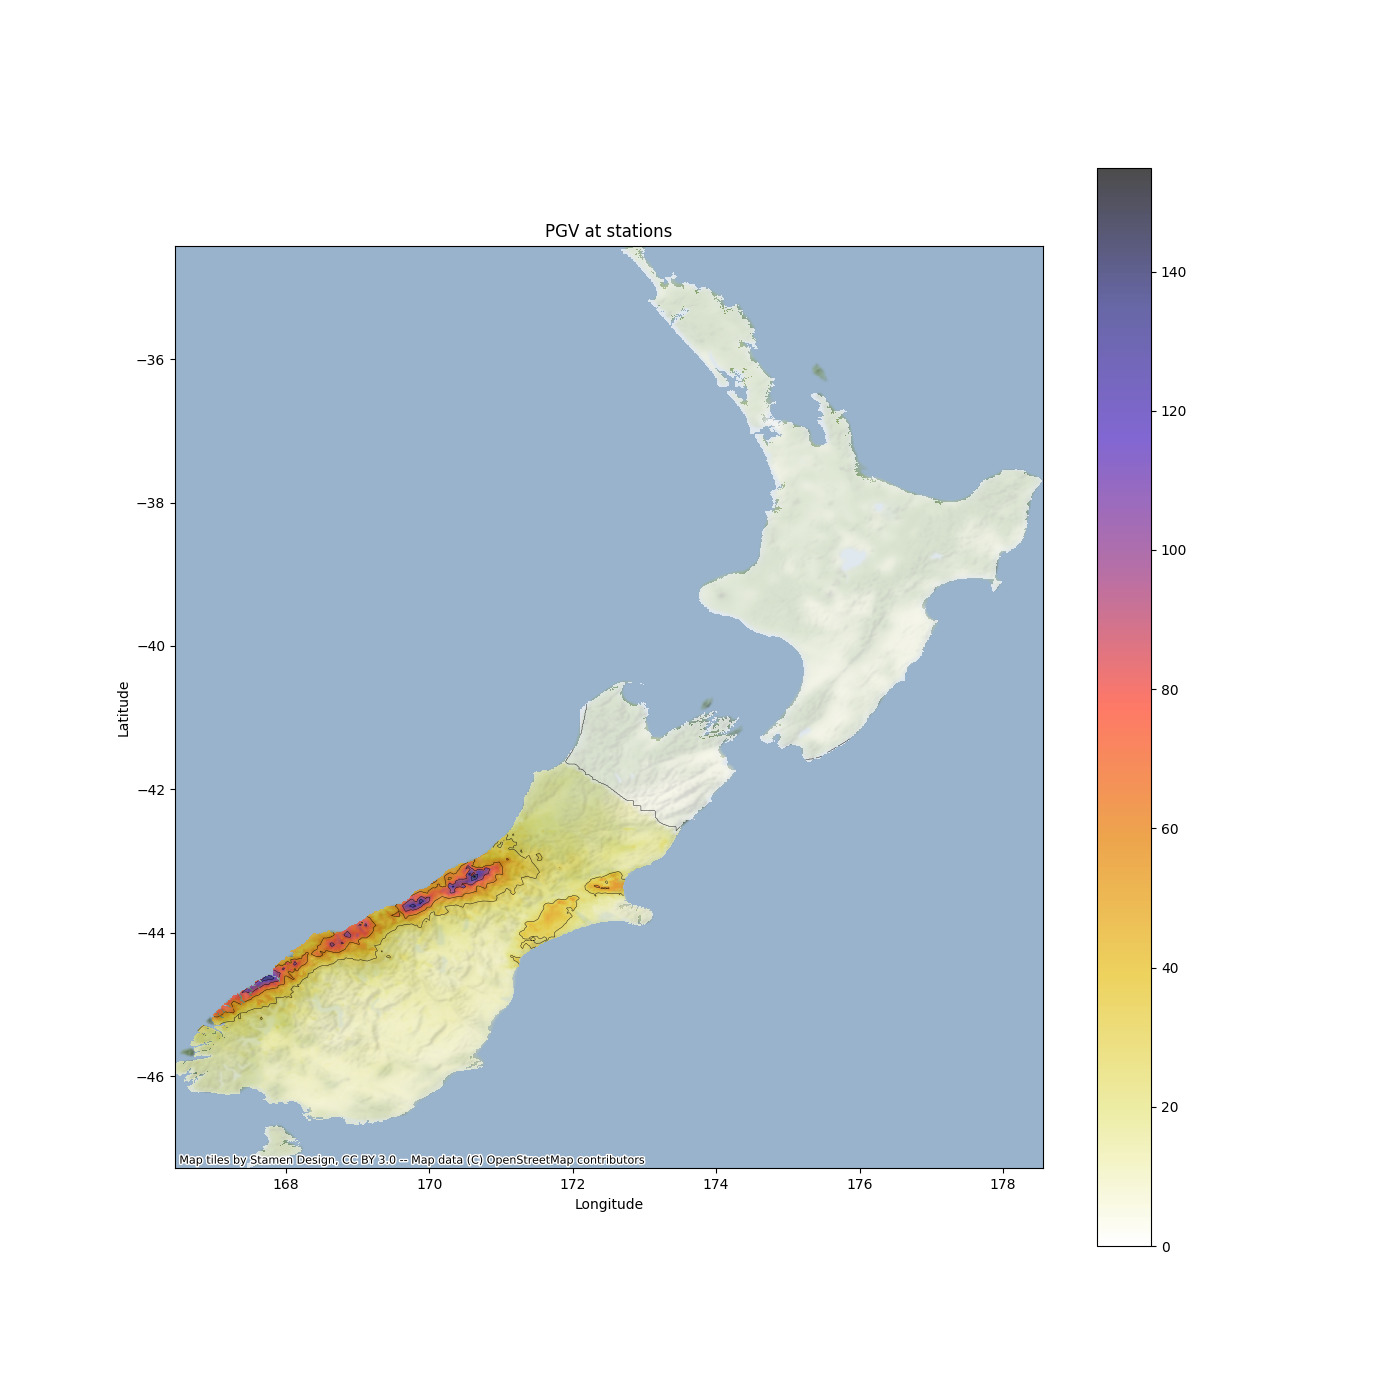 PGV at stations
140
120
100
80
60
40
20
0
−36
−38
−40
−42
−44
−46
Latitude
Map tiles by Stamen Design, CC BY 3.0 -- Map data (C) OpenStreetMap contributors
168 170 172 174 176 178
Longitude